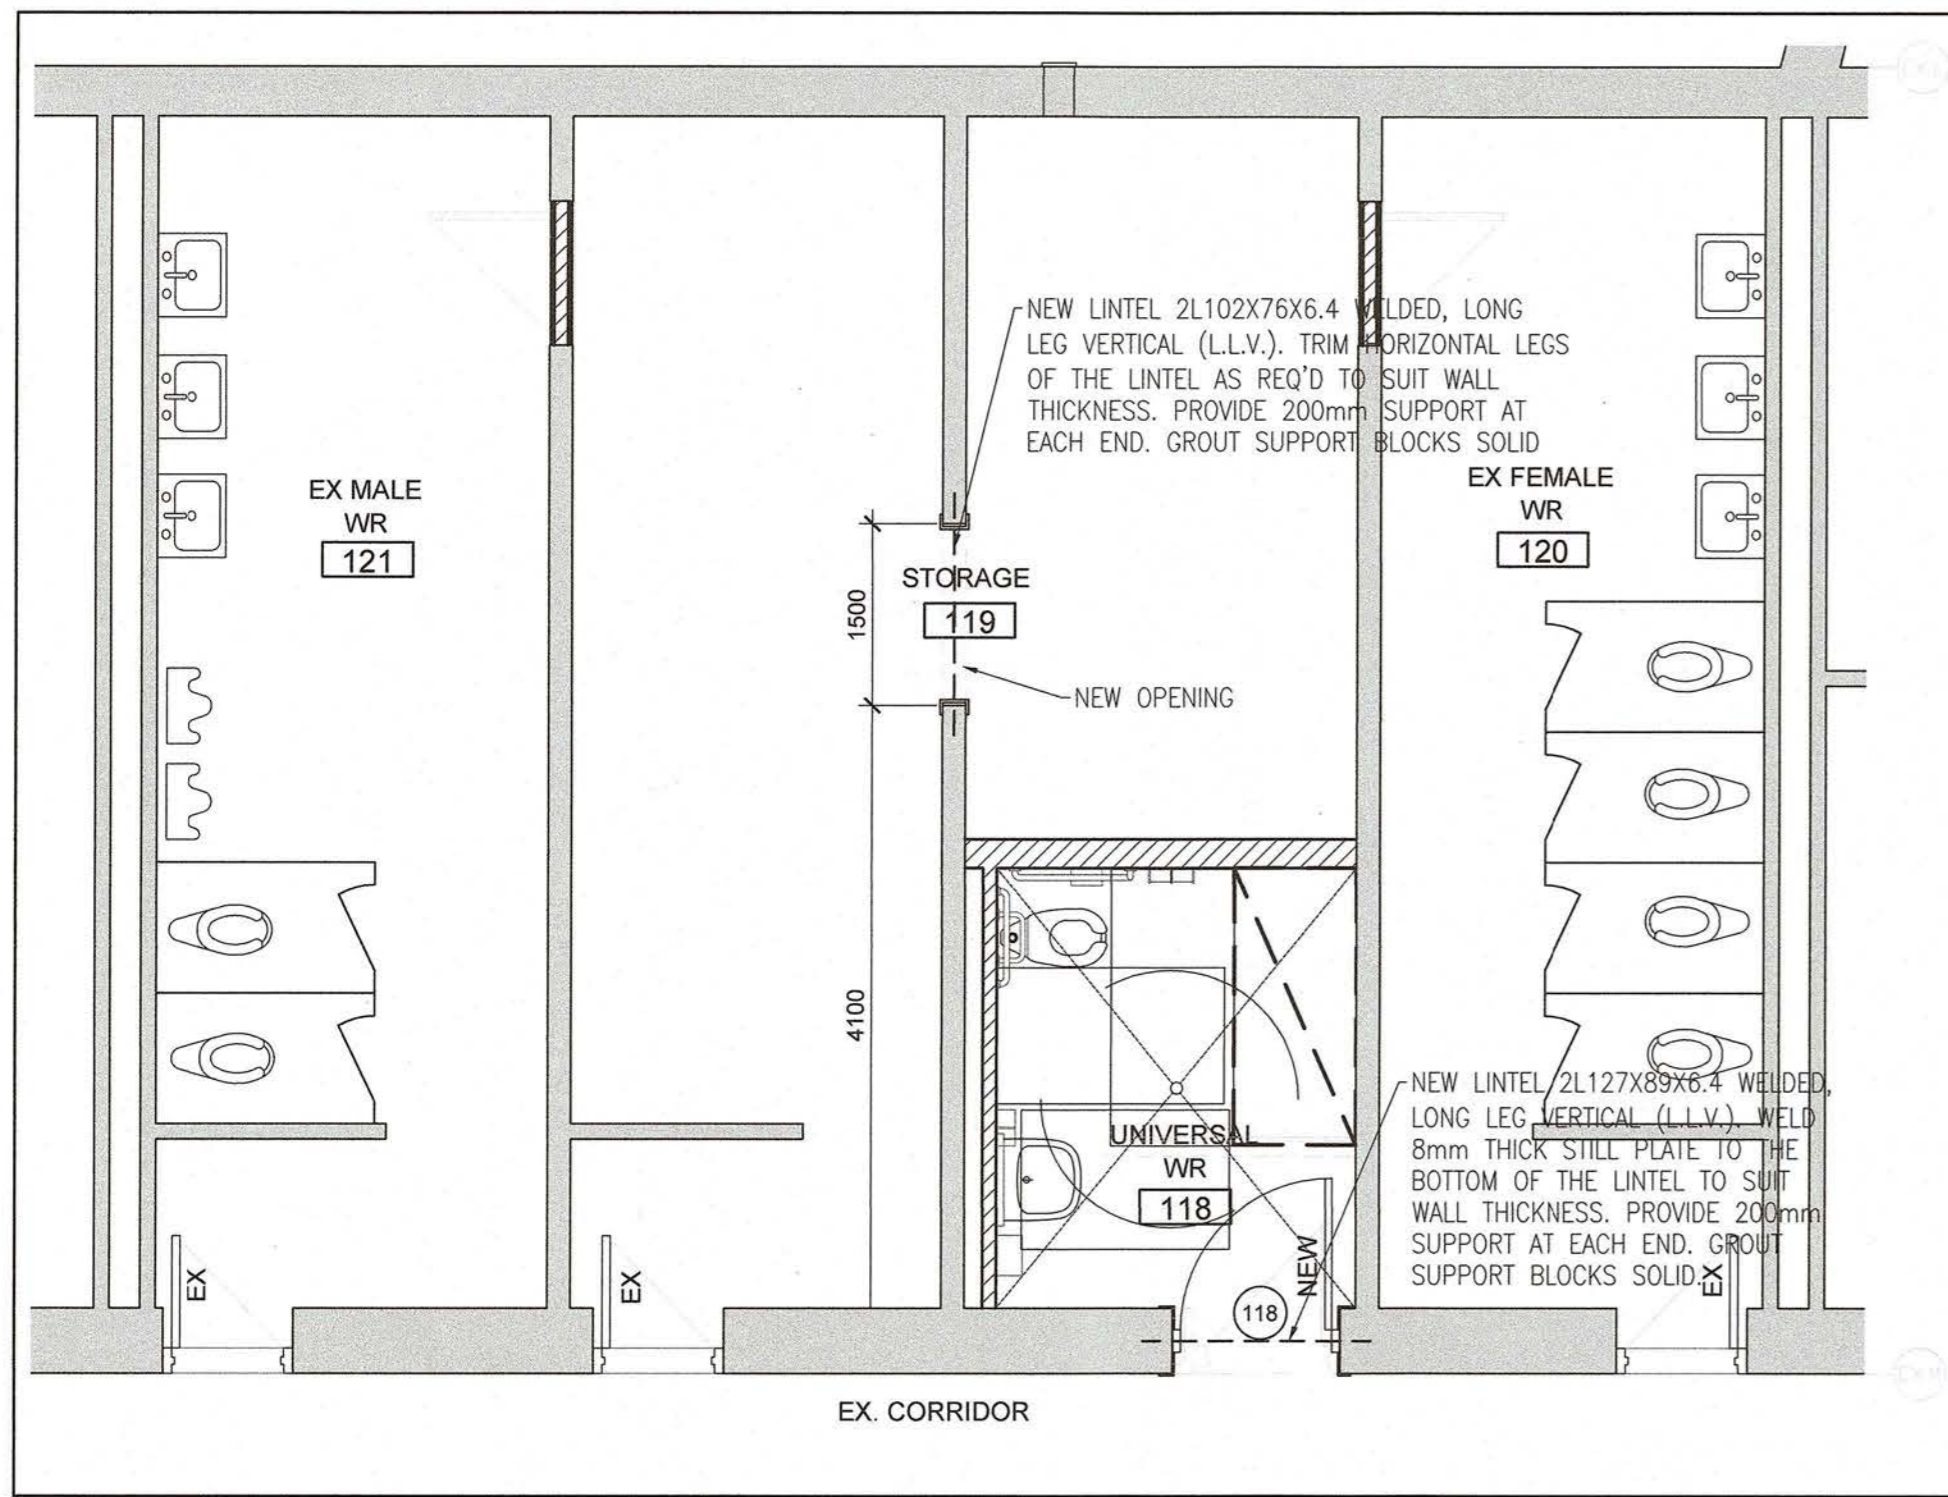 NEW LINTEL 2L102X76X6.4 WELDED, LONG
LEG VERTICAL (L.L.V.). TRIM HORIZONTAL LEGS
OF THE LINTEL AS REQ'D TO SUIT WALL
THICKNESS. PROVIDE 200mm SUPPORT AT
EACH END. GROUT SUPPORT BLOCKS SOLID
EX MALE
WR
121
EX FEMALE
WR
120
STORAGE
119
1500
NEW OPENING
4100
UNIVERSAL
WR
118
NEW LINTEL 2L127X89X6.4 WELDED,
LONG LEG VERTICAL (L.L.V.). WELD
8mm THICK STILL PLATE TO THE
BOTTOM OF THE LINTEL TO SUIT
WALL THICKNESS. PROVIDE 200mm
SUPPORT AT EACH END. GROUT
SUPPORT BLOCKS SOLID.
EX
EX
NEW
EX
118
EX. CORRIDOR